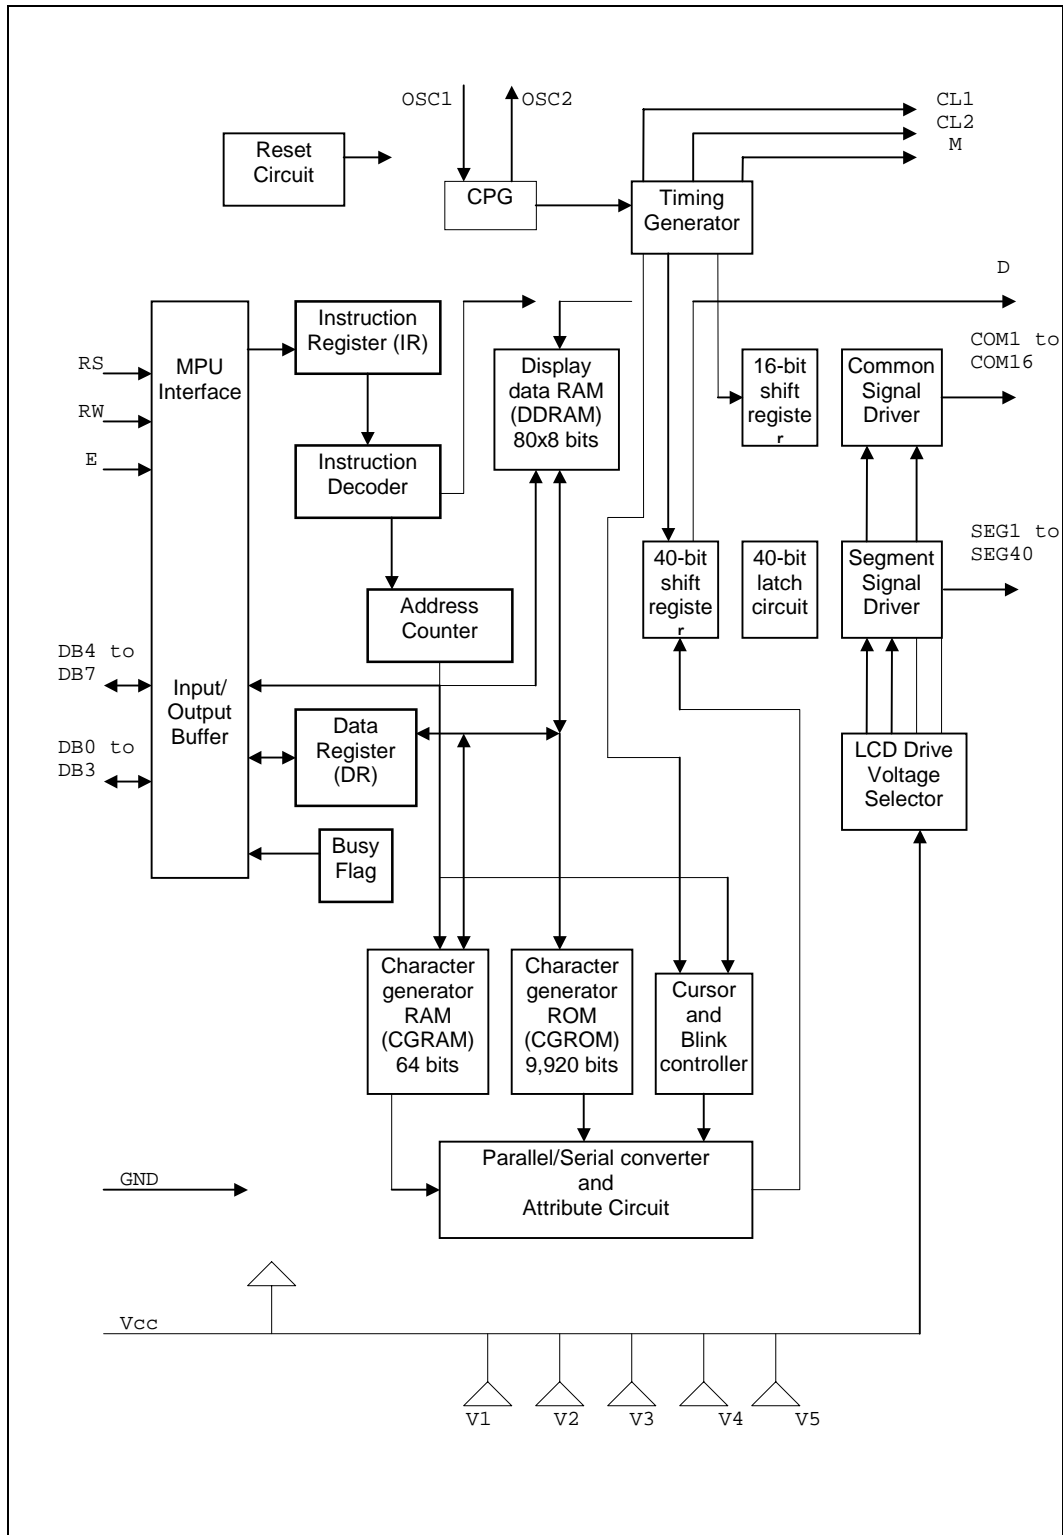 OSC1
OSC2
CL1
CL2
M
Reset
Circuit
CPG
Timing
Generator
D
MPU
Interface
Instruction
Register (IR)
Display
data RAM
(DDRAM)
80x8 bits
16-bit
shift
registe
r
Common
Signal
Driver
COM1 to
COM16
RS
RW
E
Instruction
Decoder
40-bit
shift
registe
r
40-bit
latch
circuit
Segment
Signal
Driver
SEG1 to
SEG40
Address
Counter
DB4 to
DB7
Input/
Output
Buffer
Data
Register
(DR)
DB0 to
DB3
LCD Drive
Voltage
Selector
Busy
Flag
Character
generator
RAM
(CGRAM)
64 bits
Character
generator
ROM
(CGROM)
9,920 bits
Cursor
and
Blink
controller
Parallel/Serial converter
and
Attribute Circuit
GND
Vcc
V1
V2
V3
V4
V5